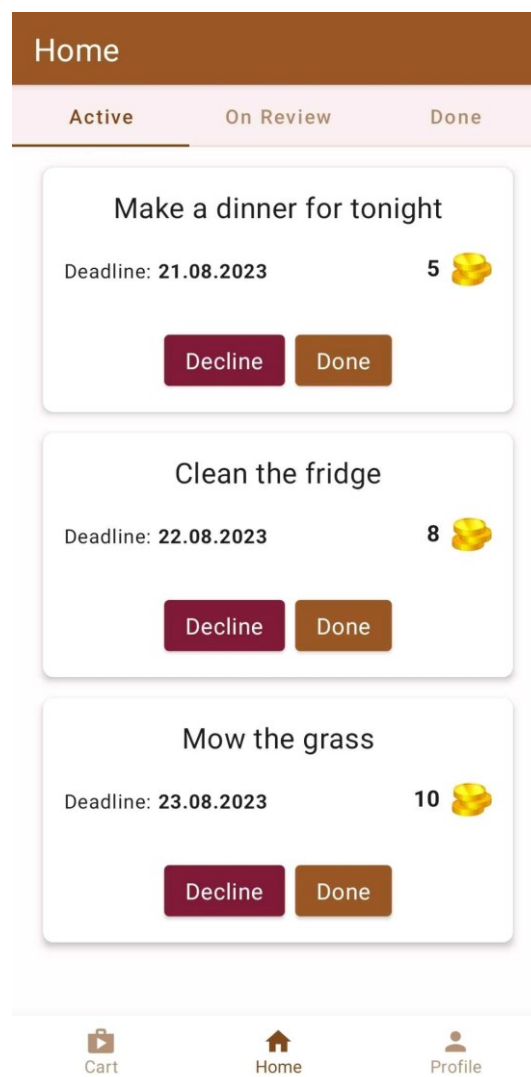 Home
Active On Review Done
Make a dinner for tonight
Deadline: 21.08.2023 5
Decline Done
Clean the fridge
Deadline: 22.08.2023 8
Decline Done
Mow the grass
Deadline: 23.08.2023 10
Decline Done
Cart Home Profile